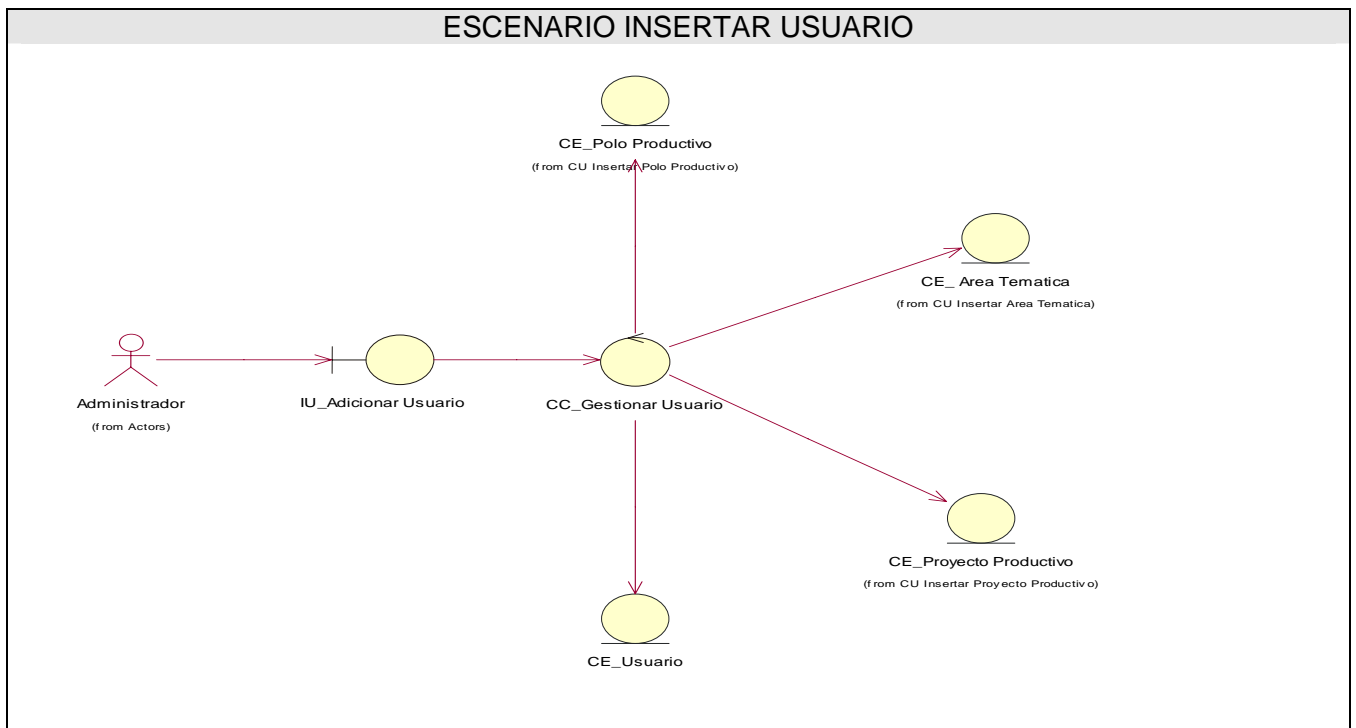 ESCENARIO INSERTAR USUARIO
CE_Polo Productivo
(from CU Insertar Polo Productivo)
CE_ Area Tematica
(from CU Insertar Area Tematica)
Administrador
(from Actors)
IU_Adicionar Usuario
CC_Gestionar Usuario
CE_Proyecto Productivo
(from CU Insertar Proyecto Productivo)
CE_Usuario